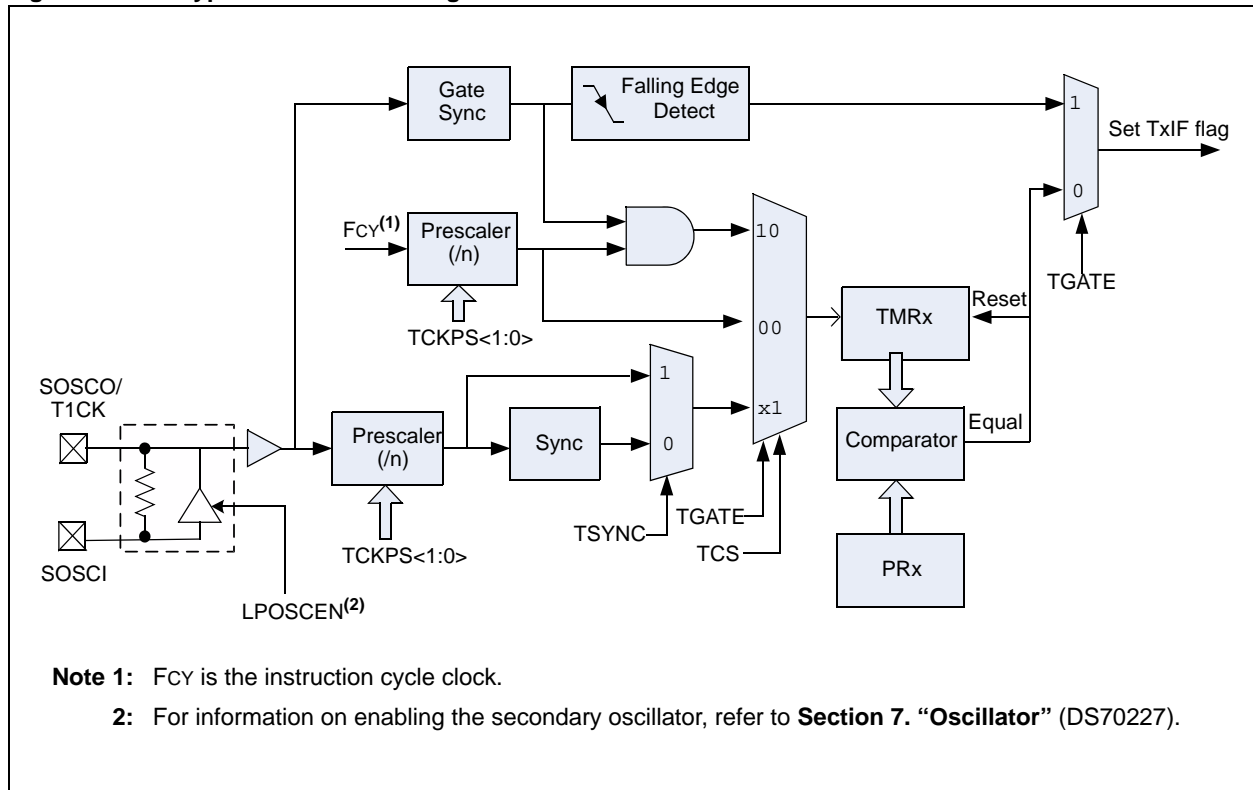 Gate
Sync
Falling Edge
Detect
1
Set TxIF flag
0
TGATE
FCY(1)
Prescaler
(/n)
TCKPS<1:0>
10
00
x1
TMRx
Reset
Comparator
Equal
PRx
SOSCO/
T1CK
SOSCI
Prescaler
(/n)
TCKPS<1:0>
LPOSCEN(2)
Sync
1
0
TSYNC
TGATE
TCS
Note 1: FCY is the instruction cycle clock.
2: For information on enabling the secondary oscillator, refer to Section 7. “Oscillator” (DS70227).